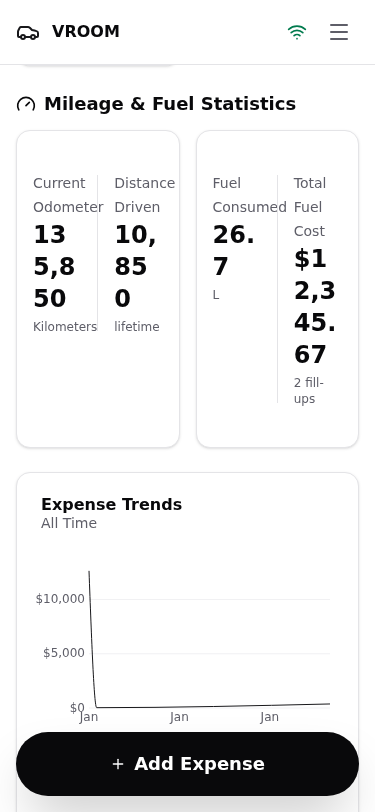 VROOM
Mileage & Fuel Statistics
Current
Odometer
13
5,8
50
Kilometers
Distance
Driven
10,
85
0
lifetime
Fuel
Consumed
26.
7
L
Total
Fuel
Cost
$1
2,3
45.
67
2 fill-
ups
Expense Trends
All Time
$10,000
$5,000
$0
Jan Jan Jan
+ Add Expense